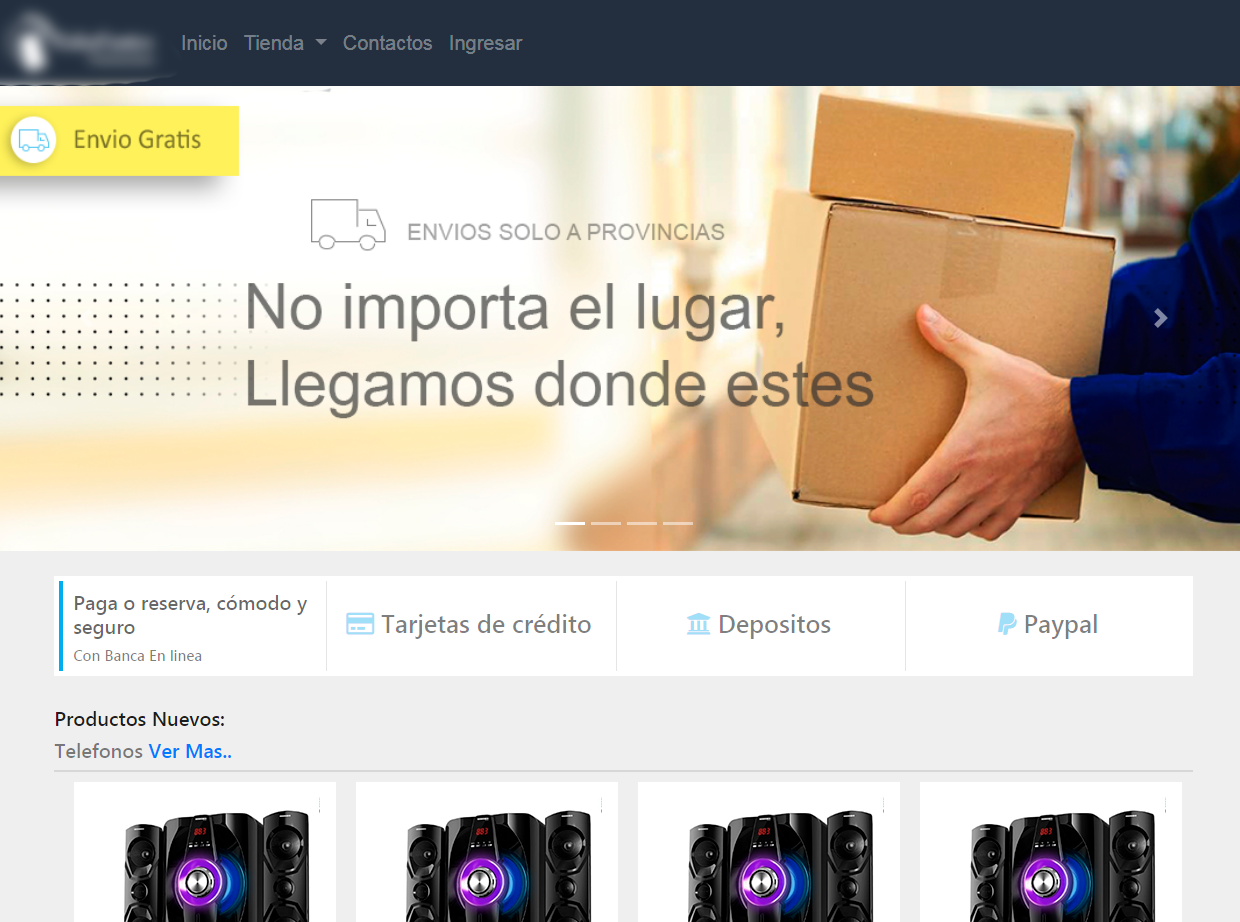 Inicio Tienda Contactos Ingresar
Envio Gratis
ENVIOS SOLO A PROVINCIAS
No importa el lugar,
Llegamos donde estes
Paga o reserva, cómodo y
seguro
Con Banca En linea
Tarjetas de crédito
Depositos
Paypal
Productos Nuevos:
Telefonos Ver Mas..